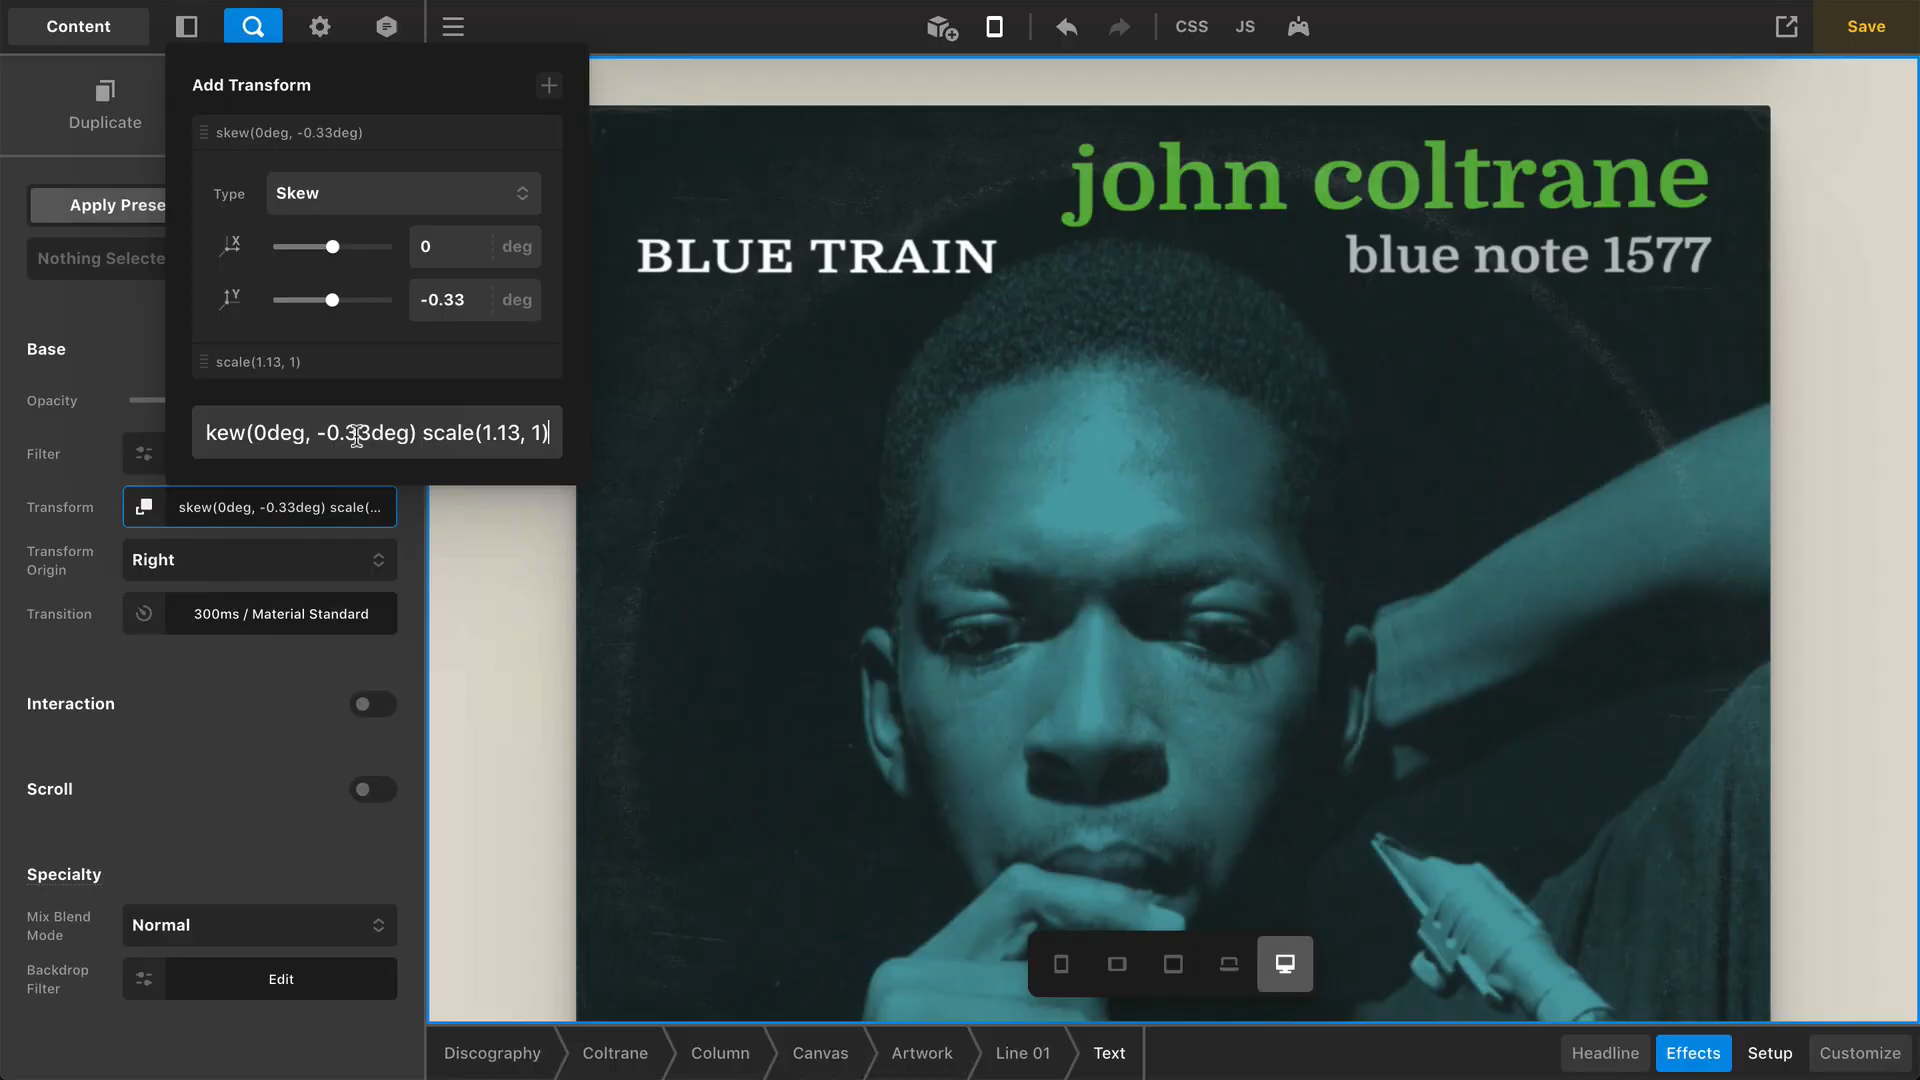 Content
CSS
JS
Save
Duplicate
Add Transform
skew(0deg, -0.33deg)
Type
Skew
X
0
deg
Y
-0.33
deg
scale(1.13, 1)
kew(0deg, -0.33deg) scale(1.13, 1)
Apply Prese
Nothing Selecte
Base
Opacity
Filter
Transform
skew(0deg, -0.33deg) scale(...
Transform
Origin
Right
Transition
300ms / Material Standard
Interaction
Scroll
Specialty
Mix Blend
Mode
Normal
Backdrop
Filter
Edit
john coltrane
BLUE TRAIN
blue note 1577
Discography
Coltrane
Column
Canvas
Artwork
Line 01
Text
Headline
Effects
Setup
Customize